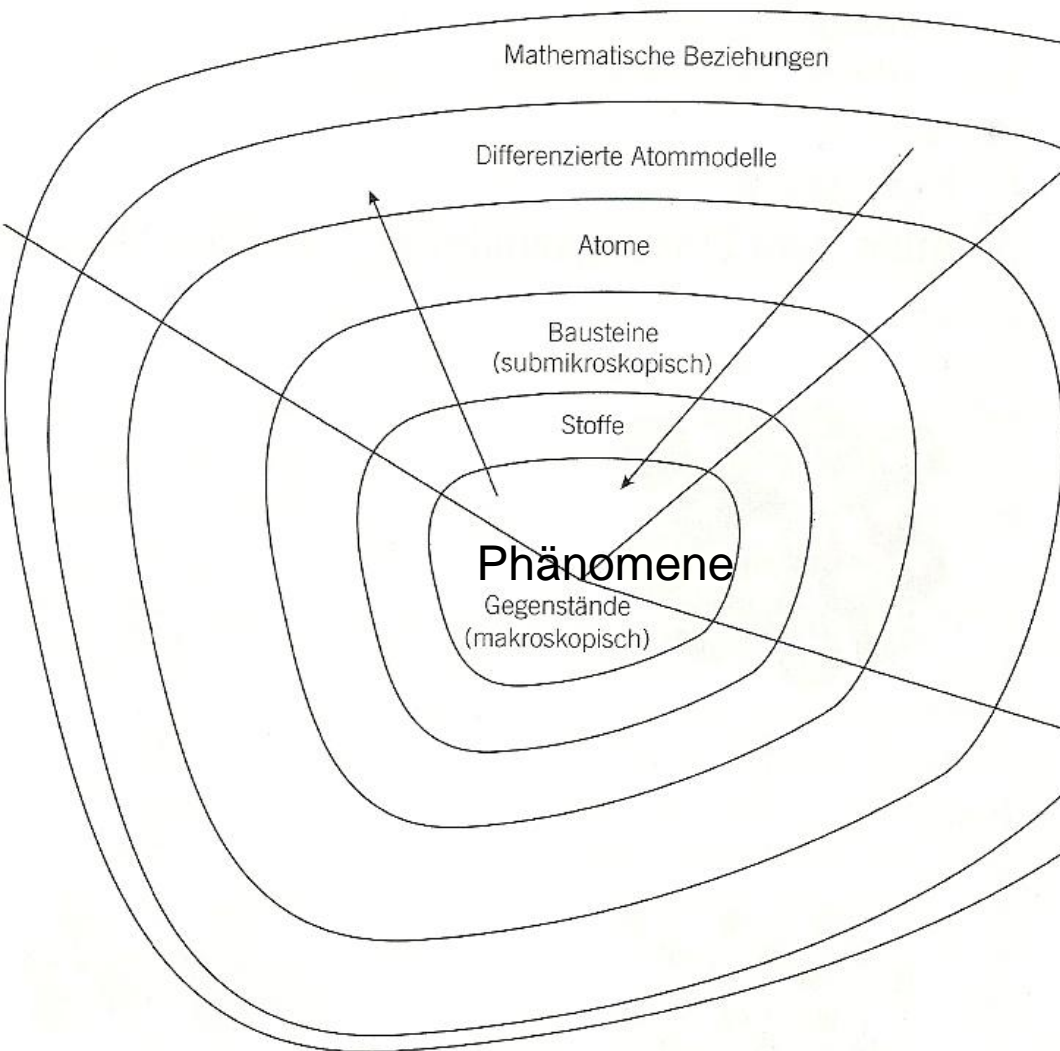 Mathematische Beziehungen
Differenzierte Atommodelle
Atome
Bausteine
(submikroskopisch)
Stoffe
Phänomene
Gegenstände
(makroskopisch)